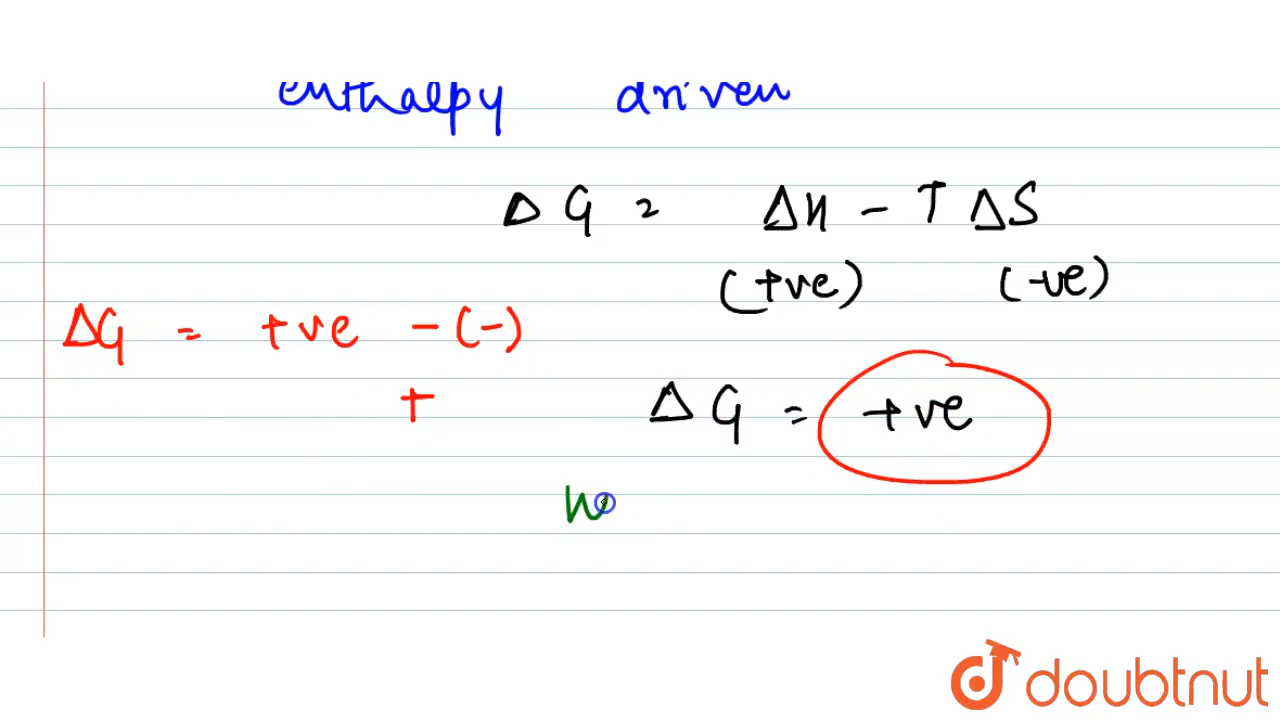 enthalpy driven
ΔG = ΔH - TΔS
(+ve) (-ve)
ΔG = +ve - (-)
+
ΔG = +ve
doubtnut